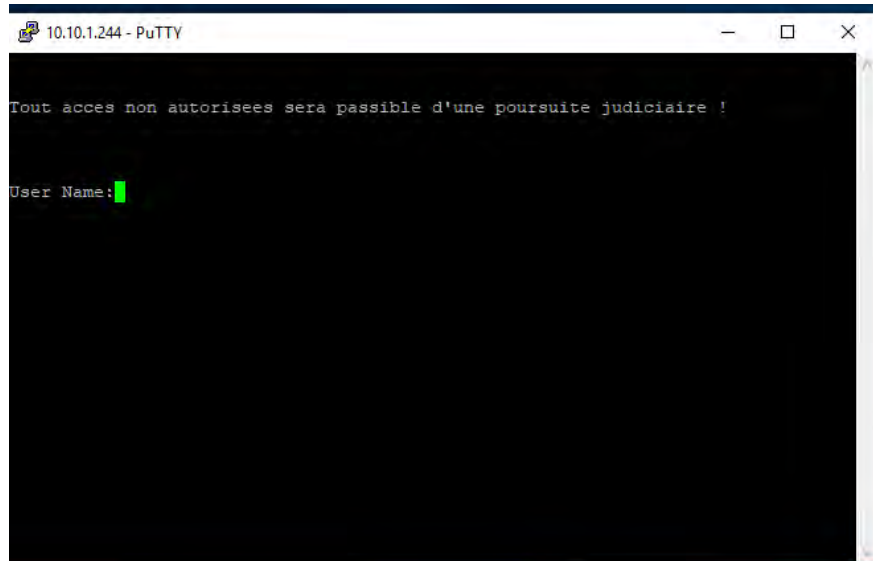 10.10.1.244 - PuTTY
Tout acces non autorisees sera passible d'une poursuite judiciaire !
User Name: